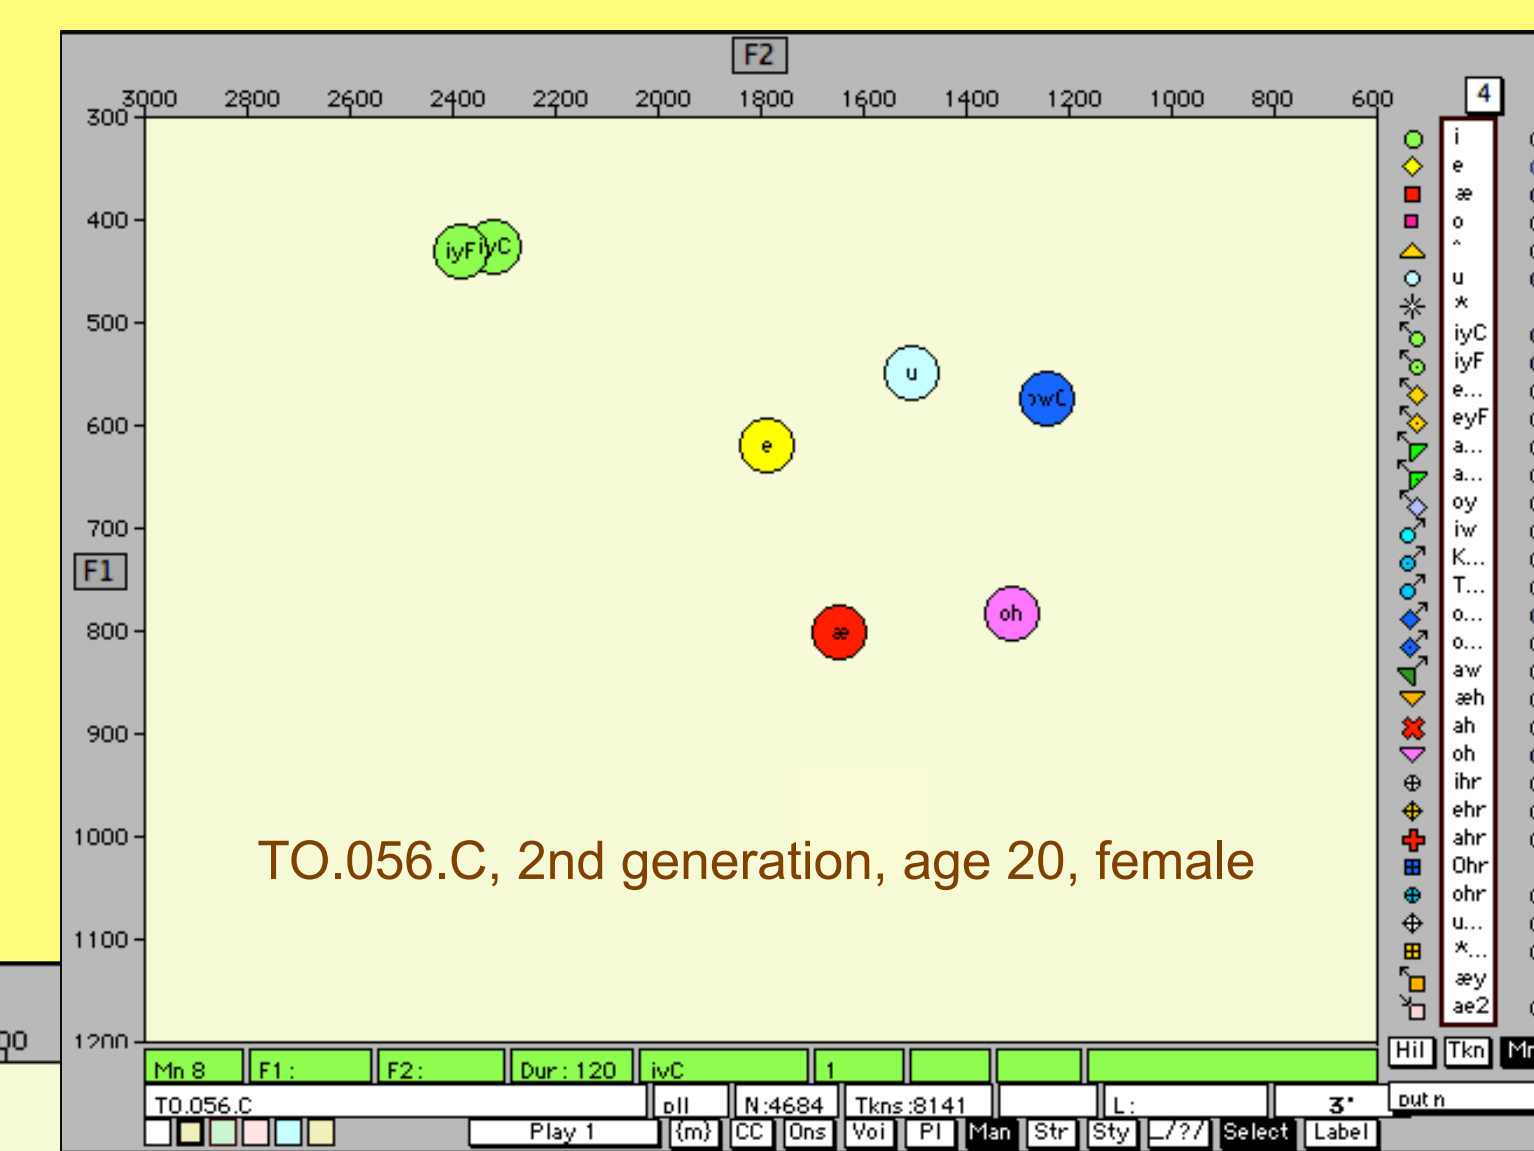 F2
3000 2800 2600 2400 2200 2000 1800 1600 1400 1200 1000 800 600
4
300
400
500
600
700
F1
800
900
1000
1100
1200
iyF iyC
u
owC
e
æ
oh
TO.056.C, 2nd generation, age 20, female
i
e
æ
o
^
u
*
iyC
iyF
e...
eyF
a...
a...
oy
iw
K...
T...
o...
o...
aw
æh
ah
oh
ihr
ehr
ahr
Ohr
ohr
u...
*...
æy
ae2
Hil Tkn
Mn 8 F1: F2: Dur: 120 iyC 1
TO.056.C pll N:4684 Tkns:8141 L: 3" put n
Play 1 {m} CC Ons Voi Pl Man Str Sty _/?/ Select Label